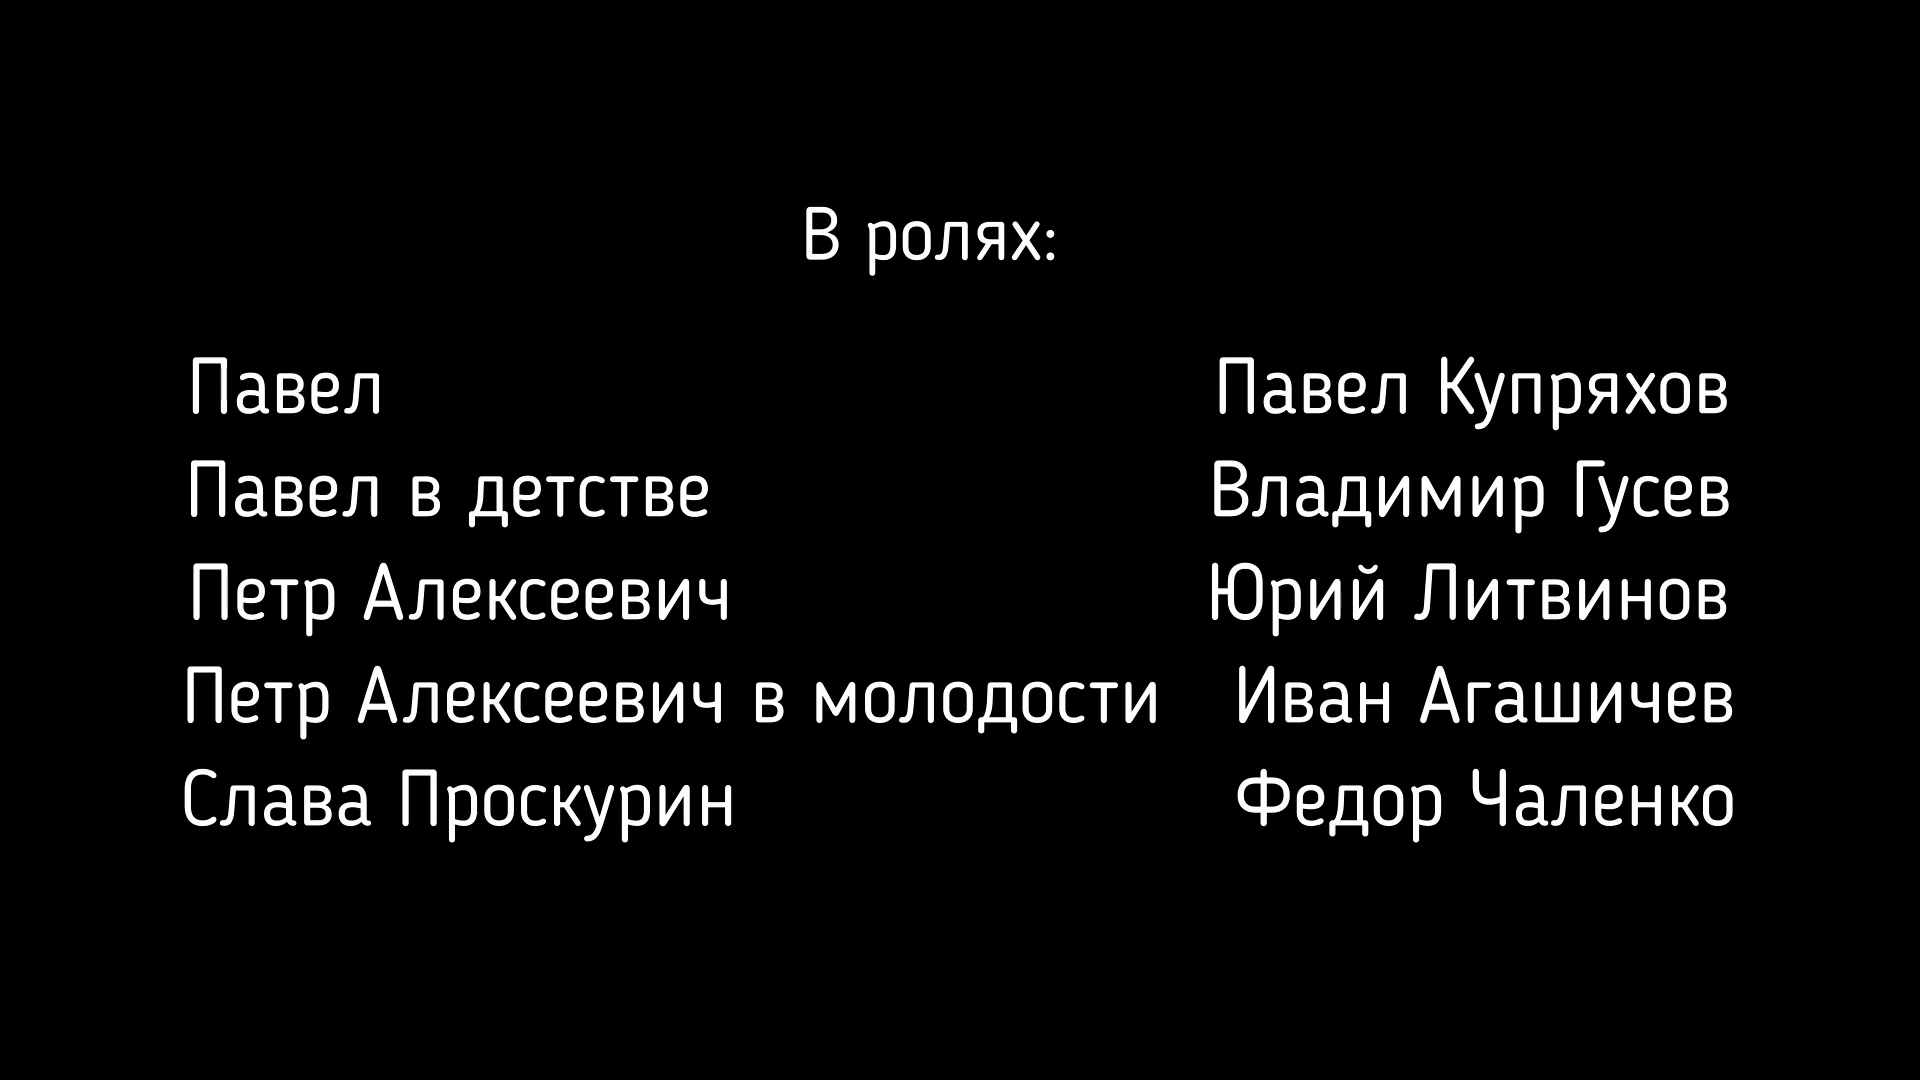 В ролях:
Павел Павел Купряхов
Павел в детстве Владимир Гусев
Петр Алексеевич Юрий Литвинов
Петр Алексеевич в молодости Иван Агашичев
Слава Проскурин Федор Чаленко